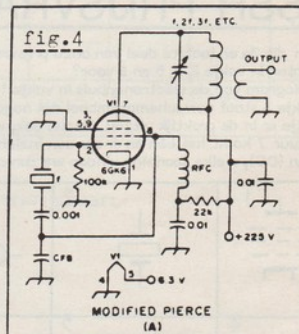 fig.4
f, 2f, 3f, ETC.
OUTPUT
V1
7
3,
5,9
8
6GK6
2
1
f
100k
RFC
0.001
0.01
22k
0.01
CFB
V1
+225 V
4
5
6.3 V
MODIFIED PIERCE
(A)